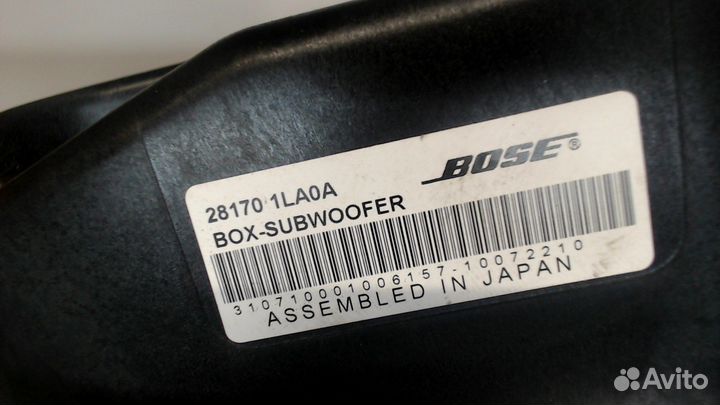 BOSE®
28170 1LA0A
BOX-SUBWOOFER
310710001006157-10072210
ASSEMBLED IN JAPAN
Avito